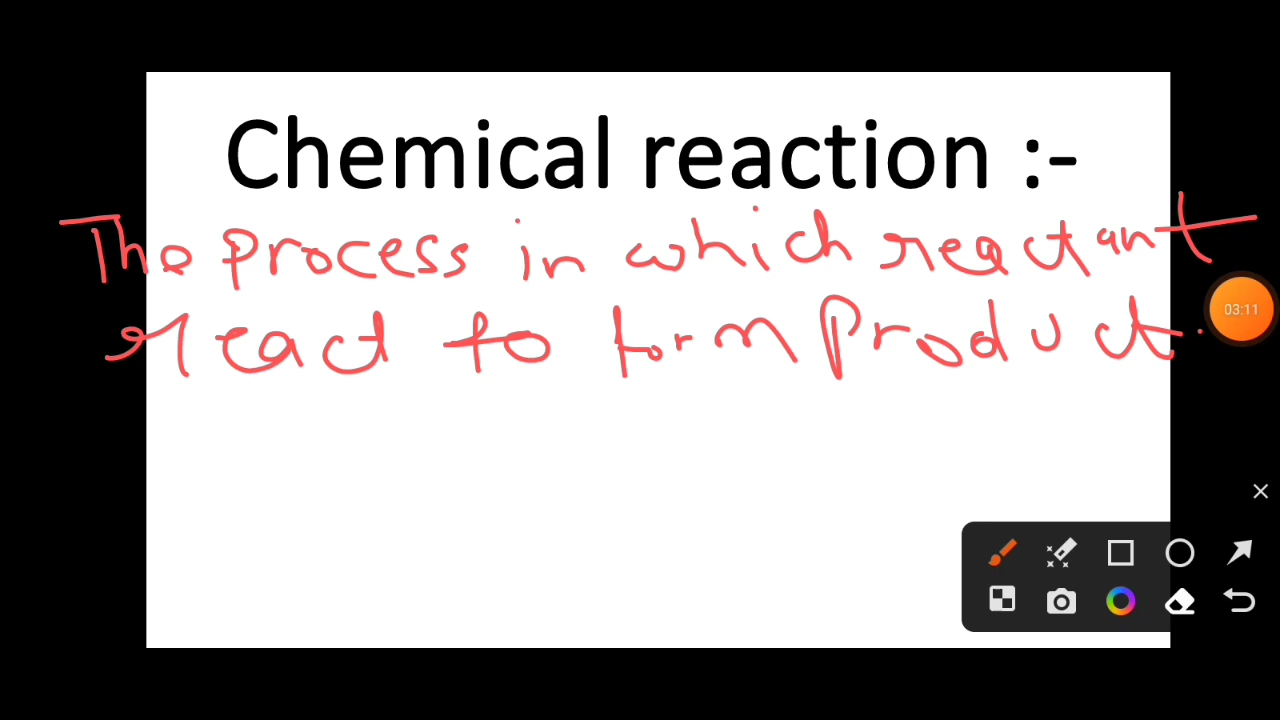 Chemical reaction :-
The process in which reactant
react to form product.
03:11